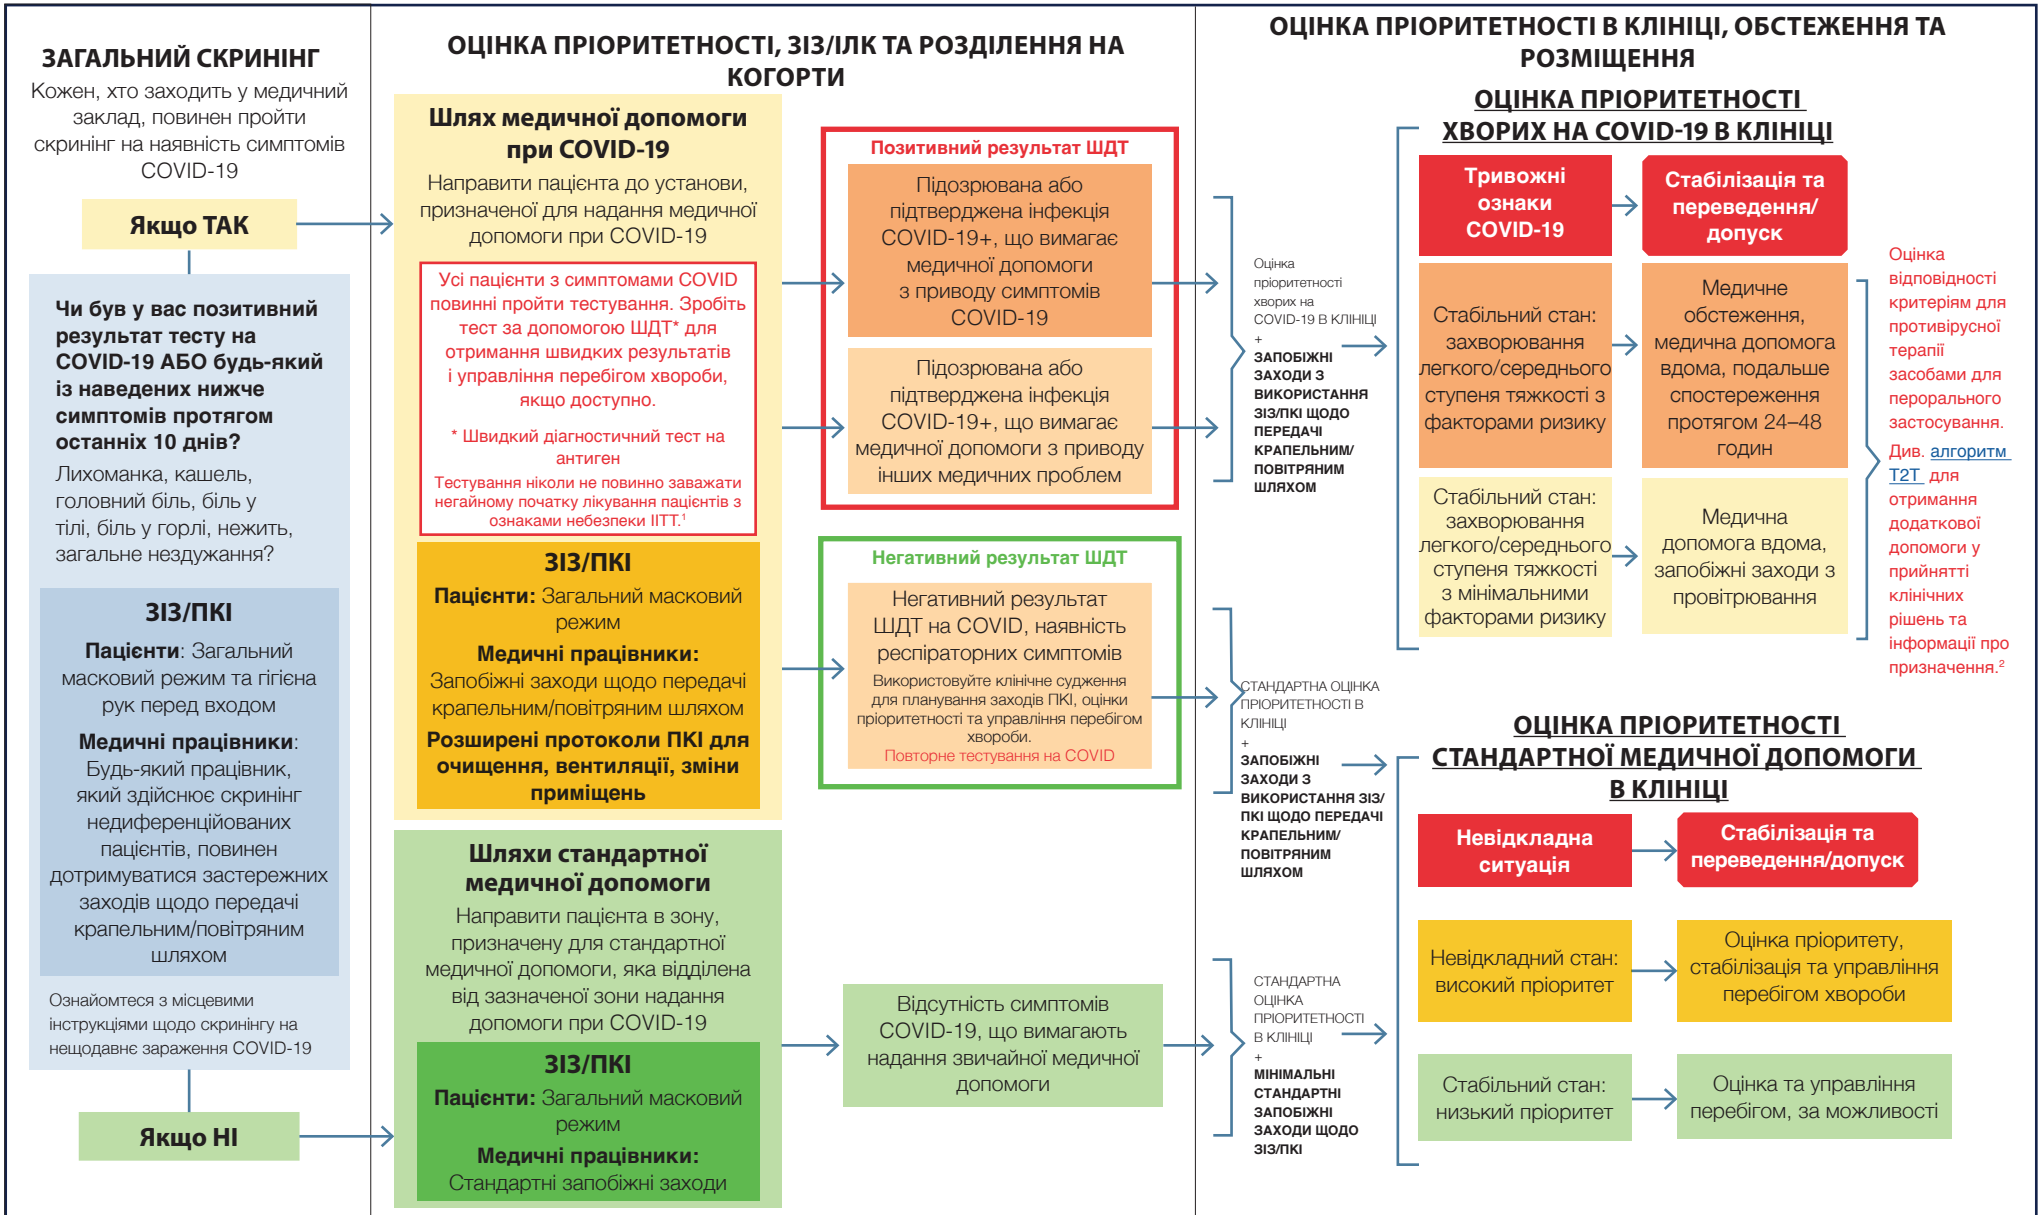 ЗАГАЛЬНИЙ СКРИНІНГ
Кожен, хто заходить у медичний
заклад, повинен пройти
скринінг на наявність симптомів
COVID-19
Якщо ТАК
Чи був у вас позитивний
результат тесту на
COVID-19 АБО будь-який
із наведених нижче
симптомів протягом
останніх 10 днів?
Лихоманка, кашель,
головний біль, біль у
тілі, біль у горлі, нежить,
загальне нездужання?
ЗІЗ/ПКІ
Пацієнти: Загальний
масковий режим та гігієна
рук перед входом
Медичні працівники:
Будь-який працівник,
який здійснює скринінг
недиференційованих
пацієнтів, повинен
дотримуватися застережних
заходів щодо передачі
крапельним/повітряним
шляхом
Ознайомтеся з місцевими
інструкціями щодо скринінгу на
нещодавнє зараження COVID-19
Якщо НІ
ОЦІНКА ПРІОРИТЕТНОСТІ, ЗІЗ/ІЛК ТА РОЗДІЛЕННЯ НА
КОГОРТИ
Шлях медичної допомоги
при COVID-19
Направити пацієнта до установи,
призначеної для надання медичної
допомоги при COVID-19
Усі пацієнти з симптомами COVID
повинні пройти тестування. Зробіть
тест за допомогою ШДТ* для
отримання швидких результатів
і управління перебігом хвороби,
якщо доступно.
* Швидкий діагностичний тест на
антиген
Тестування ніколи не повинно заважати
негайному початку лікування пацієнтів з
ознаками небезпеки IITT.¹
ЗІЗ/ПКІ
Пацієнти: Загальний масковий
режим
Медичні працівники:
Запобіжні заходи щодо передачі
крапельним/повітряним шляхом
Розширені протоколи ПКІ для
очищення, вентиляції, зміни
приміщень
Шляхи стандартної
медичної допомоги
Направити пацієнта в зону,
призначену для стандартної
медичної допомоги, яка відділена
від зазначеної зони надання
допомоги при COVID-19
ЗІЗ/ПКІ
Пацієнти: Загальний масковий
режим
Медичні працівники:
Стандартні запобіжні заходи
Позитивний результат ШДТ
Підозрювана або
підтверджена інфекція
COVID-19+, що вимагає
медичної допомоги
з приводу симптомів
COVID-19
Підозрювана або
підтверджена інфекція
COVID-19+, що вимагає
медичної допомоги з приводу
інших медичних проблем
Негативний результат ШДТ
Негативний результат
ШДТ на COVID, наявність
респіраторних симптомів
Використовуйте клінічне судження
для планування заходів ПКІ, оцінки
пріоритетності та управління перебігом
хвороби.
Повторне тестування на COVID
Відсутність симптомів
COVID-19, що вимагають
надання звичайної медичної
допомоги
ОЦІНКА ПРІОРИТЕТНОСТІ В КЛІНІЦІ, ОБСТЕЖЕННЯ ТА
РОЗМІЩЕННЯ
Оцінка
пріоритетності
хворих на
COVID-19 В КЛІНІЦІ
+
ЗАПОБІЖНІ
ЗАХОДИ З
ВИКОРИСТАННЯ
ЗІЗ/ПКІ ЩОДО
ПЕРЕДАЧІ
КРАПЕЛЬНИМ/
ПОВІТРЯНИМ
ШЛЯХОМ
СТАНДАРТНА ОЦІНКА
ПРІОРИТЕТНОСТІ В
КЛІНІЦІ
+
ЗАПОБІЖНІ
ЗАХОДИ З
ВИКОРИСТАННЯ ЗІЗ/
ПКІ ЩОДО ПЕРЕДАЧІ
КРАПЕЛЬНИМ/
ПОВІТРЯНИМ
ШЛЯХОМ
СТАНДАРТНА
ОЦІНКА
ПРІОРИТЕТНОСТІ
В КЛІНІЦІ
+
МІНІМАЛЬНІ
СТАНДАРТНІ
ЗАПОБІЖНІ
ЗАХОДИ ЩОДО
ЗІЗ/ПКІ
ОЦІНКА ПРІОРИТЕТНОСТІ
ХВОРИХ НА COVID-19 В КЛІНІЦІ
Тривожні
ознаки
COVID-19
Стабілізація та
переведення/
допуск
Стабільний стан:
захворювання
легкого/середнього
ступеня тяжкості з
факторами ризику
Медичне
обстеження,
медична допомога
вдома, подальше
спостереження
протягом 24–48
годин
Стабільний стан:
захворювання
легкого/середнього
ступеня тяжкості
з мінімальними
факторами ризику
Медична
допомога вдома,
запобіжні заходи з
провітрювання
Оцінка
відповідності
критеріям для
противірусної
терапії
засобами для
перорального
застосування.
Див. алгоритм
T2T для
отримання
додаткової
допомоги у
прийнятті
клінічних
рішень та
інформації про
призначення.²
ОЦІНКА ПРІОРИТЕТНОСТІ
СТАНДАРТНОЇ МЕДИЧНОЇ ДОПОМОГИ
В КЛІНІЦІ
Невідкладна
ситуація
Стабілізація та
переведення/допуск
Невідкладний стан:
високий пріоритет
Оцінка пріоритету,
стабілізація та управління
перебігом хвороби
Стабільний стан:
низький пріоритет
Оцінка та управління
перебігом, за можливості